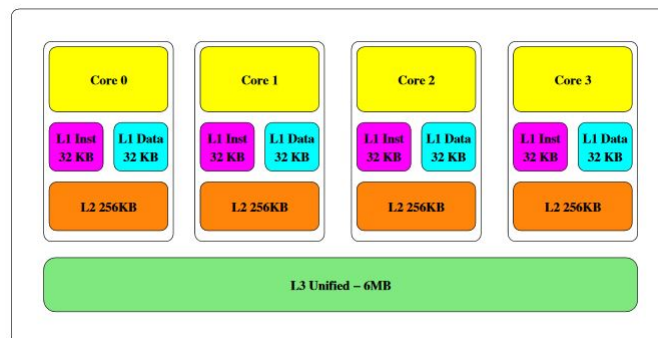 Core 0
Core 1
Core 2
Core 3
L1 Inst
32 KB
L1 Data
32 KB
L1 Inst
32 KB
L1 Data
32 KB
L1 Inst
32 KB
L1 Data
32 KB
L1 Inst
32 KB
L1 Data
32 KB
L2 256KB
L2 256KB
L2 256KB
L2 256KB
L3 Unified – 6MB